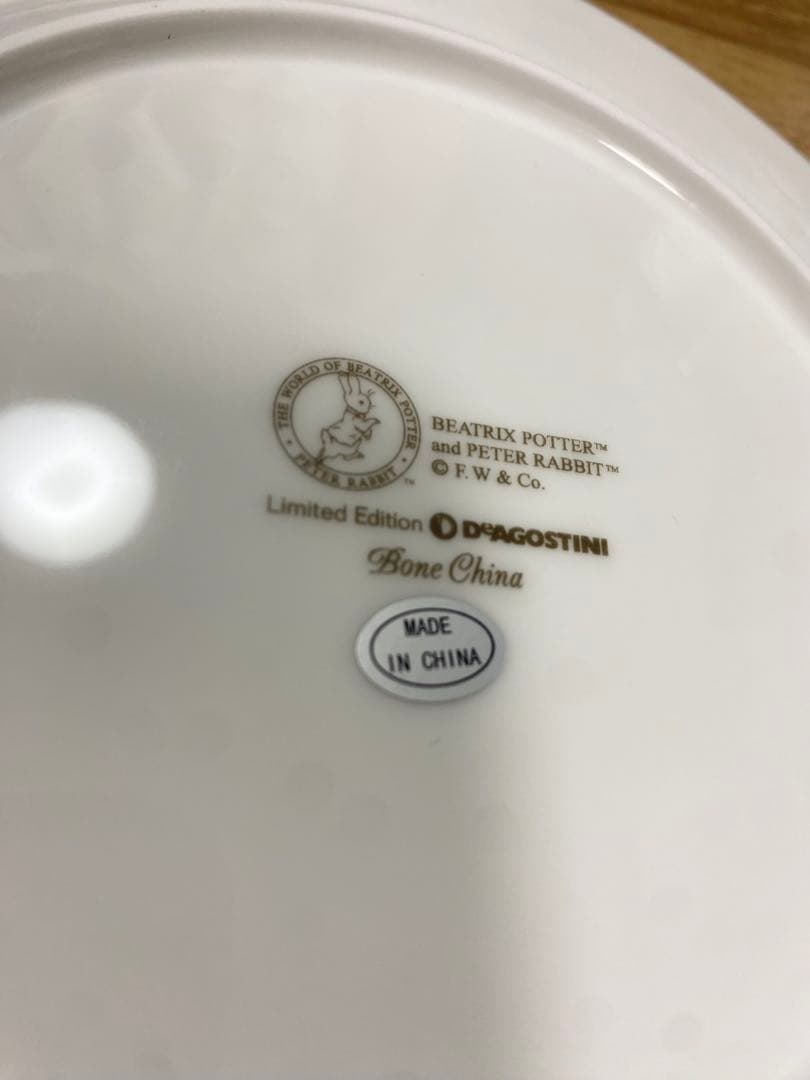 THE WORLD OF BEATRIX POTTER
• PETER RABBIT • ™
BEATRIX POTTER™
and PETER RABBIT™
© F. W & Co.
Limited Edition DeAGOSTINI
Bone China
MADE
IN CHINA